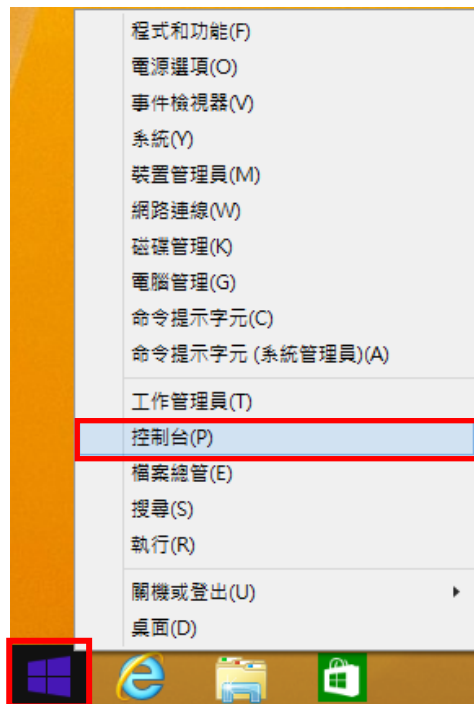 程式和功能(F)
電源選項(O)
事件檢視器(V)
系統(Y)
裝置管理員(M)
網路連線(W)
磁碟管理(K)
電腦管理(G)
命令提示字元(C)
命令提示字元 (系統管理員)(A)
工作管理員(T)
控制台(P)
檔案總管(E)
搜尋(S)
執行(R)
關機或登出(U)
桌面(D)